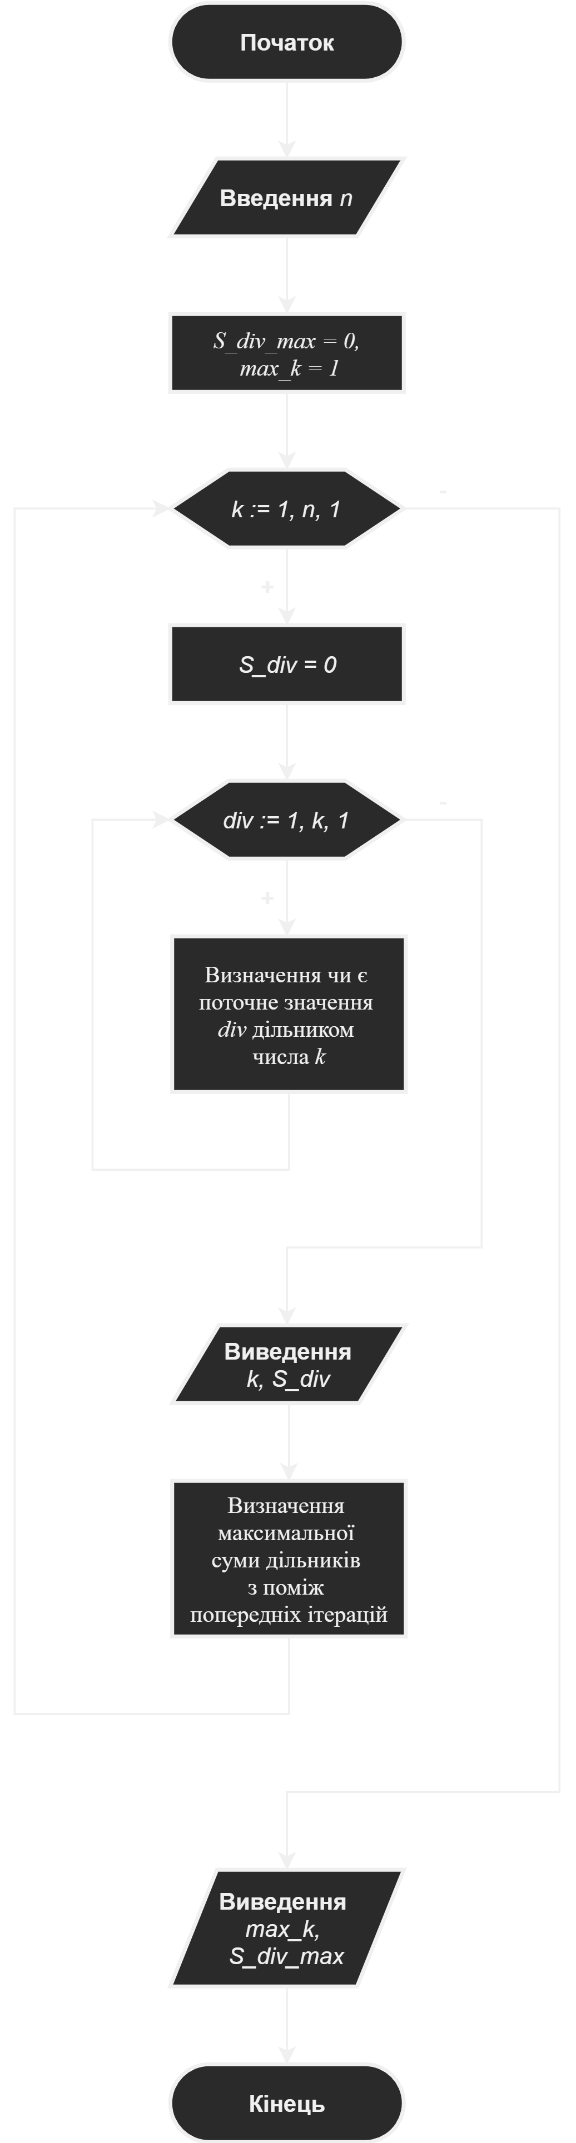 Початок
Введення n
S_div_max = 0,
max_k = 1
k := 1, n, 1
-
+
S_div = 0
div := 1, k, 1
-
+
Визначення чи є
поточне значення
div дільником
числа k
Виведення
k, S_div
Визначення
максимальної
суми дільників
з поміж
попередніх ітерацій
Виведення
max_k,
S_div_max
Кінець